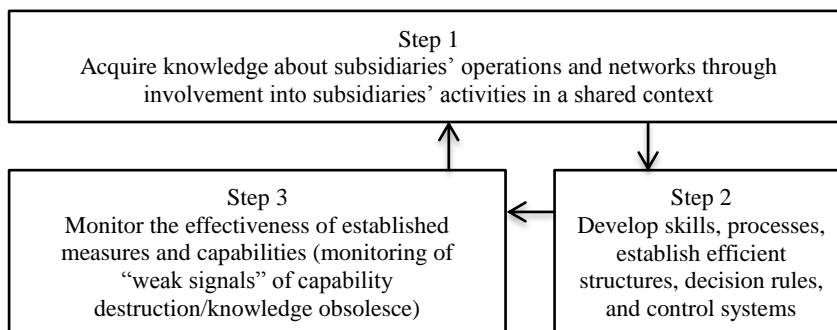 Step 1
Acquire knowledge about subsidiaries’ operations and networks through
involvement into subsidiaries’ activities in a shared context
Step 3
Monitor the effectiveness of established
measures and capabilities (monitoring of
“weak signals” of capability
destruction/knowledge obsolesce)
Step 2
Develop skills, processes,
establish efficient
structures, decision rules,
and control systems